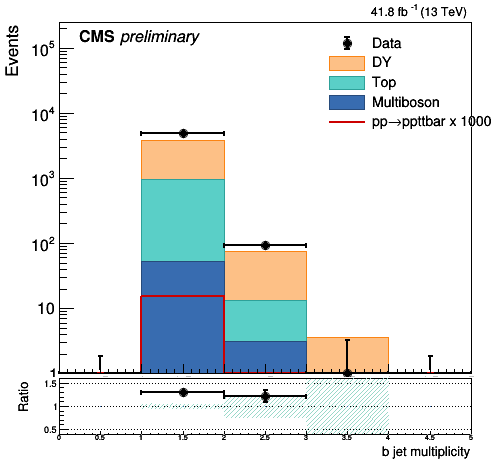 41.8 fb⁻¹ (13 TeV)
CMS preliminary
Events
Data
DY
Top
Multiboson
pp→ppttbar x 1000
10⁵
10⁴
10³
10²
10
1
Ratio
1.5
1
0.5
0 0.5 1 1.5 2 2.5 3 3.5 4 4.5 5
b jet multiplicity